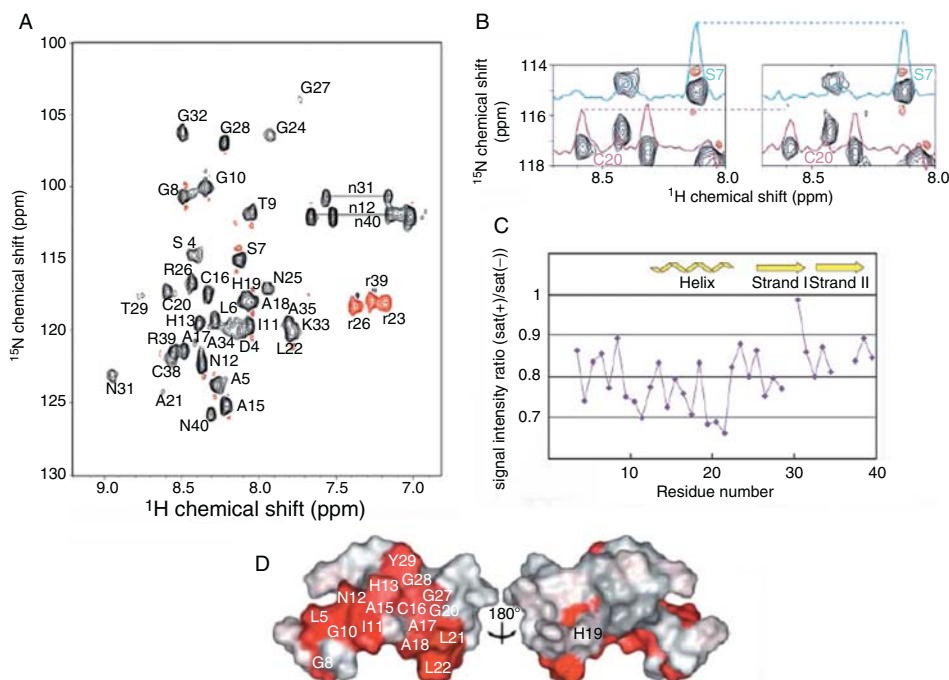 A
100
105
100
115
120
125
130
15N chemical shift (ppm)
9.0
8.5
8.0
7.5
7.0
1H chemical shift (ppm)
G27
G32
G28
G24
G10
G8
T9
n31
n12
n40
S 4
S7
R26
C16
H19
N25
T29
C20
L6
A18
A35
r39
H13
I11
K33
r26
r23
R39
A17
A34
D4
L22
C38
N12
N31
A5
A21
A15
N40
B
114
116
118
15N chemical shift
(ppm)
S7
S7
C20
C20
8.5
8.0
8.5
8.0
1H chemical shift (ppm)
C
signal intensity ratio (sat(+)/sat(−))
1
0.9
0.8
0.7
Helix
Strand I
Strand II
10
20
30
40
Residue number
D
Y29
H13
G28
N12
G27
A15
C16
G20
L5
G10
I11
A17
L21
A18
G8
L22
180°
H19